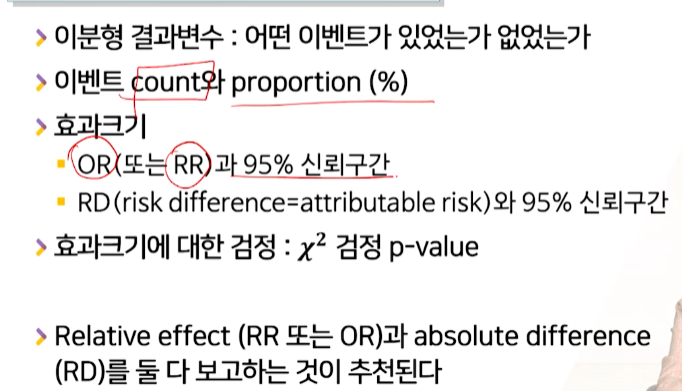 이분형 결과변수 : 어떤 이벤트가 있었는가 없었는가
이벤트 count와 proportion (%)
효과크기
OR(또는 RR)과 95% 신뢰구간
RD(risk difference=attributable risk)와 95% 신뢰구간
효과크기에 대한 검정 : χ² 검정 p-value
Relative effect (RR 또는 OR)과 absolute difference
(RD)를 둘 다 보고하는 것이 추천된다